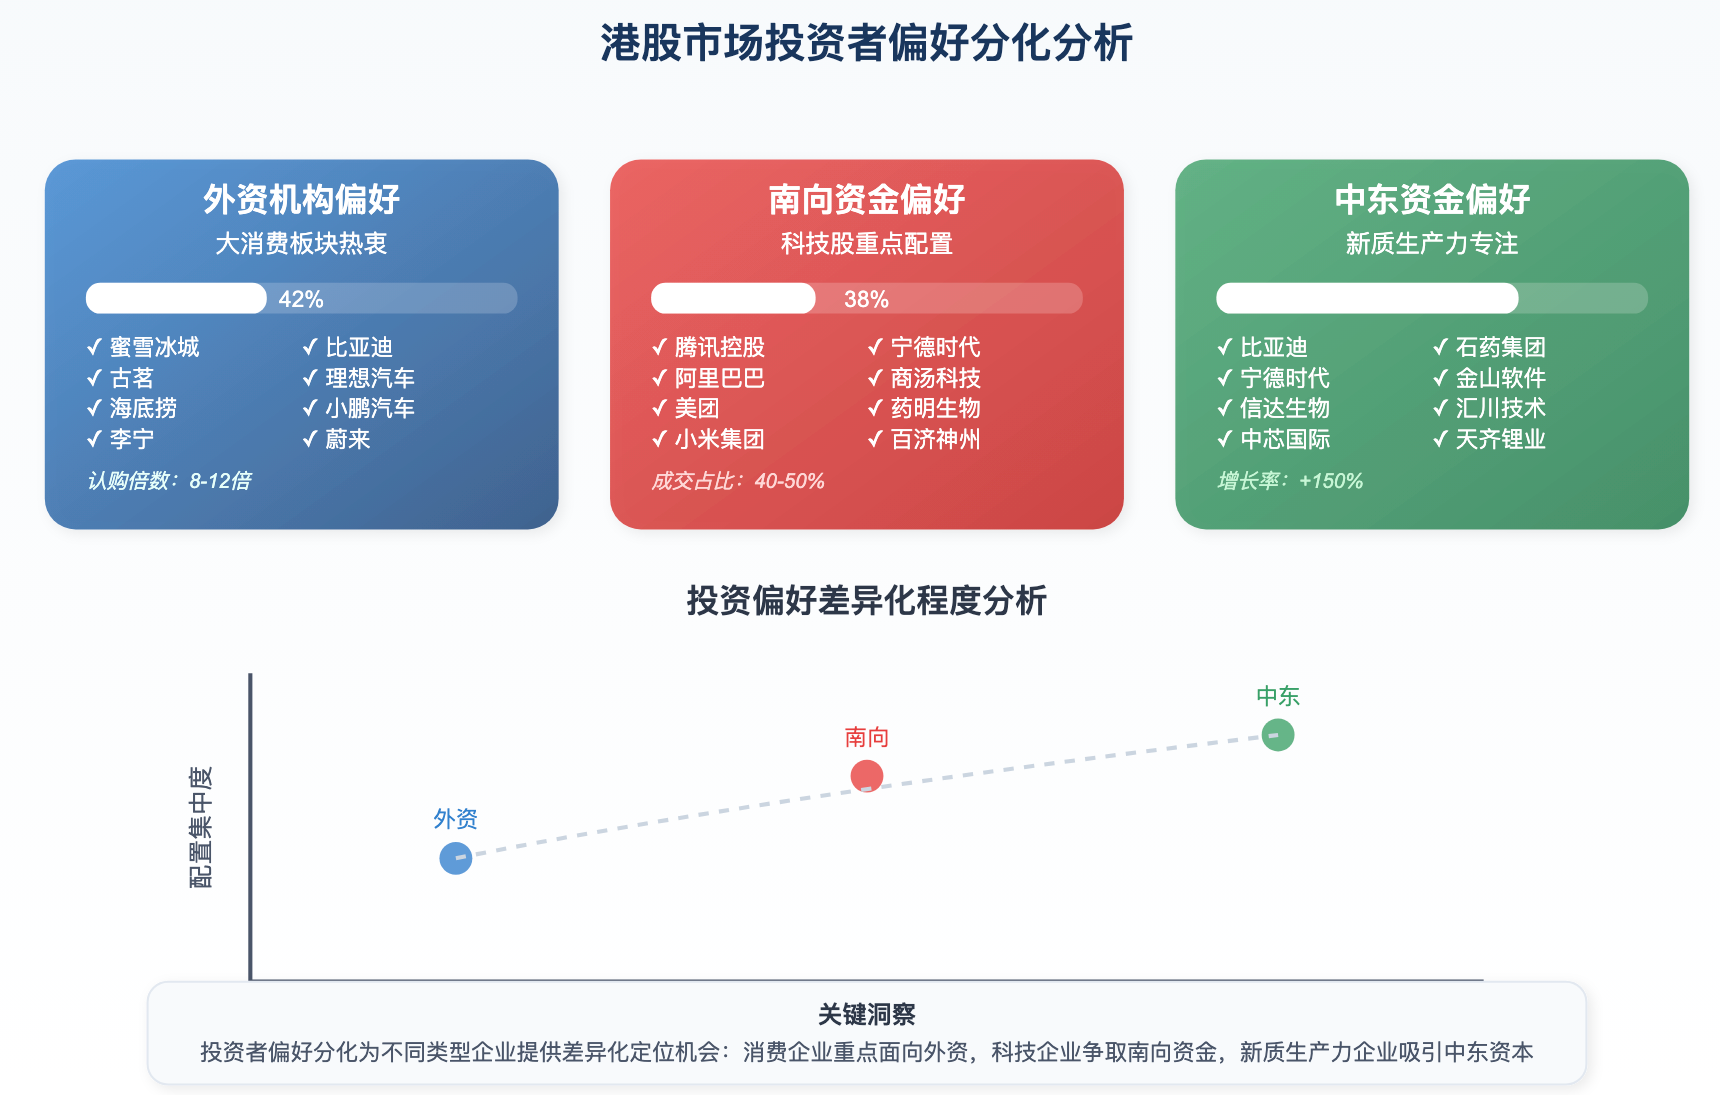 港股市场投资者偏好分化分析
外资机构偏好
大消费板块热衷
42%
✓ 蜜雪冰城
✓ 比亚迪
✓ 古茗
✓ 理想汽车
✓ 海底捞
✓ 小鹏汽车
✓ 李宁
✓ 蔚来
认购倍数：8-12倍
南向资金偏好
科技股重点配置
38%
✓ 腾讯控股
✓ 宁德时代
✓ 阿里巴巴
✓ 商汤科技
✓ 美团
✓ 药明生物
✓ 小米集团
✓ 百济神州
成交占比：40-50%
中东资金偏好
新质生产力专注
✓ 比亚迪
✓ 石药集团
✓ 宁德时代
✓ 金山软件
✓ 信达生物
✓ 汇川技术
✓ 中芯国际
✓ 天齐锂业
增长率：+150%
投资偏好差异化程度分析
配置集中度
外资
南向
中东
关键洞察
投资者偏好分化为不同类型企业提供差异化定位机会：消费企业重点面向外资，科技企业争取南向资金，新质生产力企业吸引中东资本